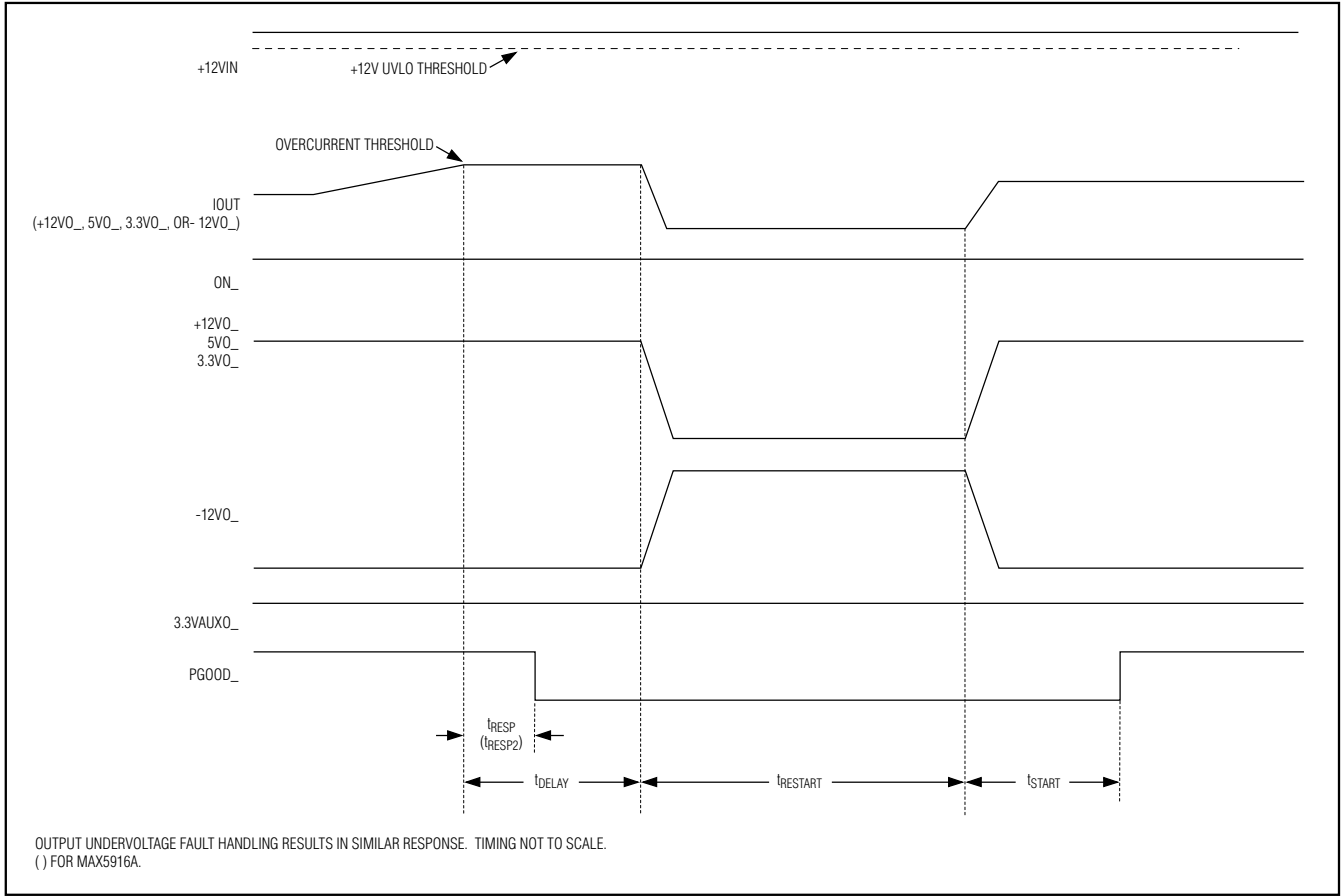 +12VIN
+12V UVLO THRESHOLD
OVERCURRENT THRESHOLD
IOUT
(+12VO_, 5VO_, 3.3VO_, OR- 12VO_)
ON_
+12VO_
5VO_
3.3VO_
-12VO_
3.3VAUXO_
PGOOD_
tRESP
(tRESP2)
tDELAY
tRESTART
tSTART
OUTPUT UNDERVOLTAGE FAULT HANDLING RESULTS IN SIMILAR RESPONSE. TIMING NOT TO SCALE.
( ) FOR MAX5916A.